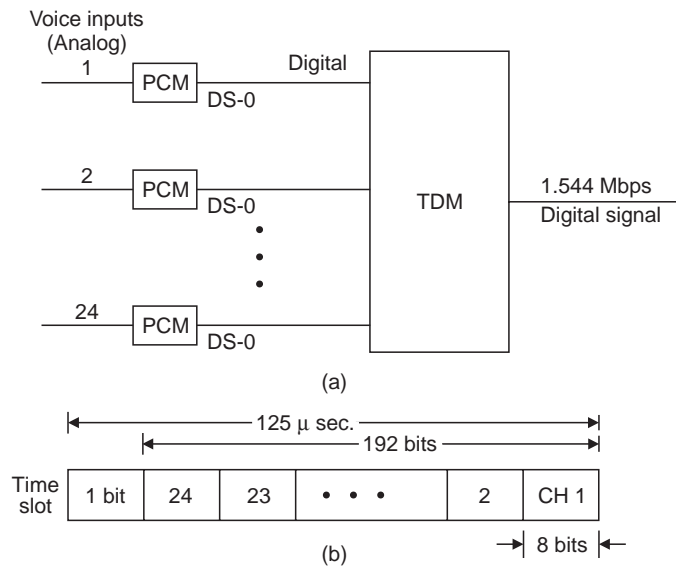 Voice inputs
(Analog)
1
PCM
Digital
DS-0
2
PCM
DS-0
TDM
1.544 Mbps
Digital signal
24
PCM
DS-0
(a)
125 μ sec.
192 bits
Time
slot
1 bit
24
23
2
CH 1
8 bits
(b)